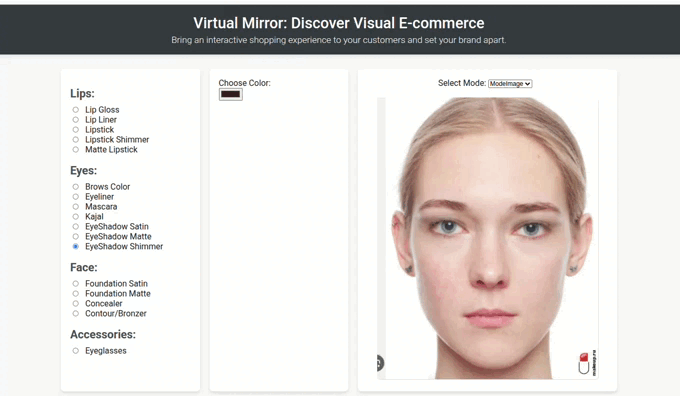 Virtual Mirror: Discover Visual E-commerce
Bring an interactive shopping experience to your customers and set your brand apart.
Lips:
Lip Gloss
Lip Liner
Lipstick
Lipstick Shimmer
Matte Lipstick
Eyes:
Brows Color
Eyeliner
Mascara
Kajal
EyeShadow Satin
EyeShadow Matte
EyeShadow Shimmer
Face:
Foundation Satin
Foundation Matte
Concealer
Contour/Bronzer
Accessories:
Eyeglasses
Choose Color:
Select Mode: ModelImage
makeup.ru